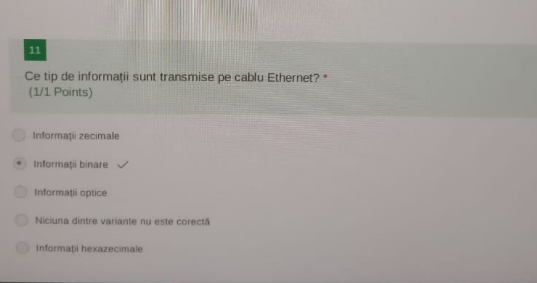 11
Ce tip de informații sunt transmise pe cablu Ethernet? *
(1/1 Points)
Informații zecimale
Informații binare
Informații optice
Niciuna dintre variante nu este corectă
Informații hexazecimale